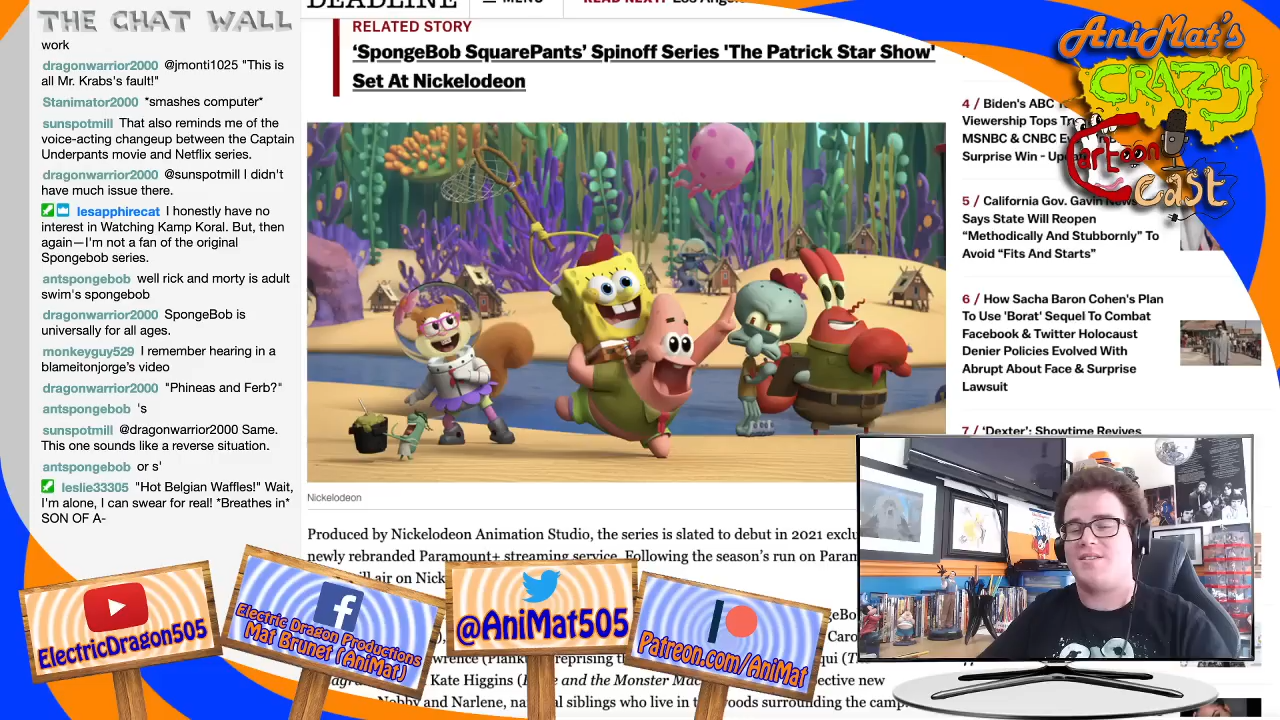 THE CHAT WALL
work
dragonwarrior2000 @jmonti1025 "This is
all Mr. Krabs's fault!"
Stanimator2000 *smashes computer*
sunspotmill That also reminds me of the
voice-acting changeup between the Captain
Underpants movie and Netflix series.
dragonwarrior2000 @sunspotmill I didn't
have much issue there.
lesapphirecat I honestly have no
interest in Watching Kamp Koral. But, then
again—I'm not a fan of the original
Spongebob series.
antspongebob well rick and morty is adult
swim's spongebob
dragonwarrior2000 SpongeBob is
universally for all ages.
monkeyguy529 I remember hearing in a
blameitonjorge's video
dragonwarrior2000 "Phineas and Ferb?"
antspongebob 's
sunspotmill @dragonwarrior2000 Same.
This one sounds like a reverse situation.
antspongebob or s'
leslie33305 "Hot Belgian Waffles!" Wait,
I'm alone, I can swear for real! *Breathes in*
SON OF A-
DEADLINE MENU READ NEXT: Los
RELATED STORY
'SpongeBob SquarePants' Spinoff Series 'The Patrick Star Show'
Set At Nickelodeon
Nickelodeon
Produced by Nickelodeon Animation Studio, the series is slated to debut in 2021
newly rebranded Paramount+ streaming service. Following the season's run on
air on
reprising
Kate Higgins ( and the Monster
Nobby and Narlene, siblings who live in surrounding the camp.
4 / Biden's ABC
Viewership Tops
MSNBC & CNBC
Surprise Win -
5 / California Gov. Gavin
Says State Will Reopen
"Methodically And Stubbornly" To
Avoid "Fits And Starts"
6 / How Sacha Baron Cohen's Plan
To Use 'Borat' Sequel To Combat
Facebook & Twitter Holocaust
Denier Policies Evolved With
Abrupt About Face & Surprise
Lawsuit
7 / 'Dexter': Showtime Revives
AniMat's
CRAZY
Cartoon
Cast
ElectricDragon505
Electric Dragon Productions
Mat Brunet (AniMat)
@AniMat505
Patreon.com/AniMat